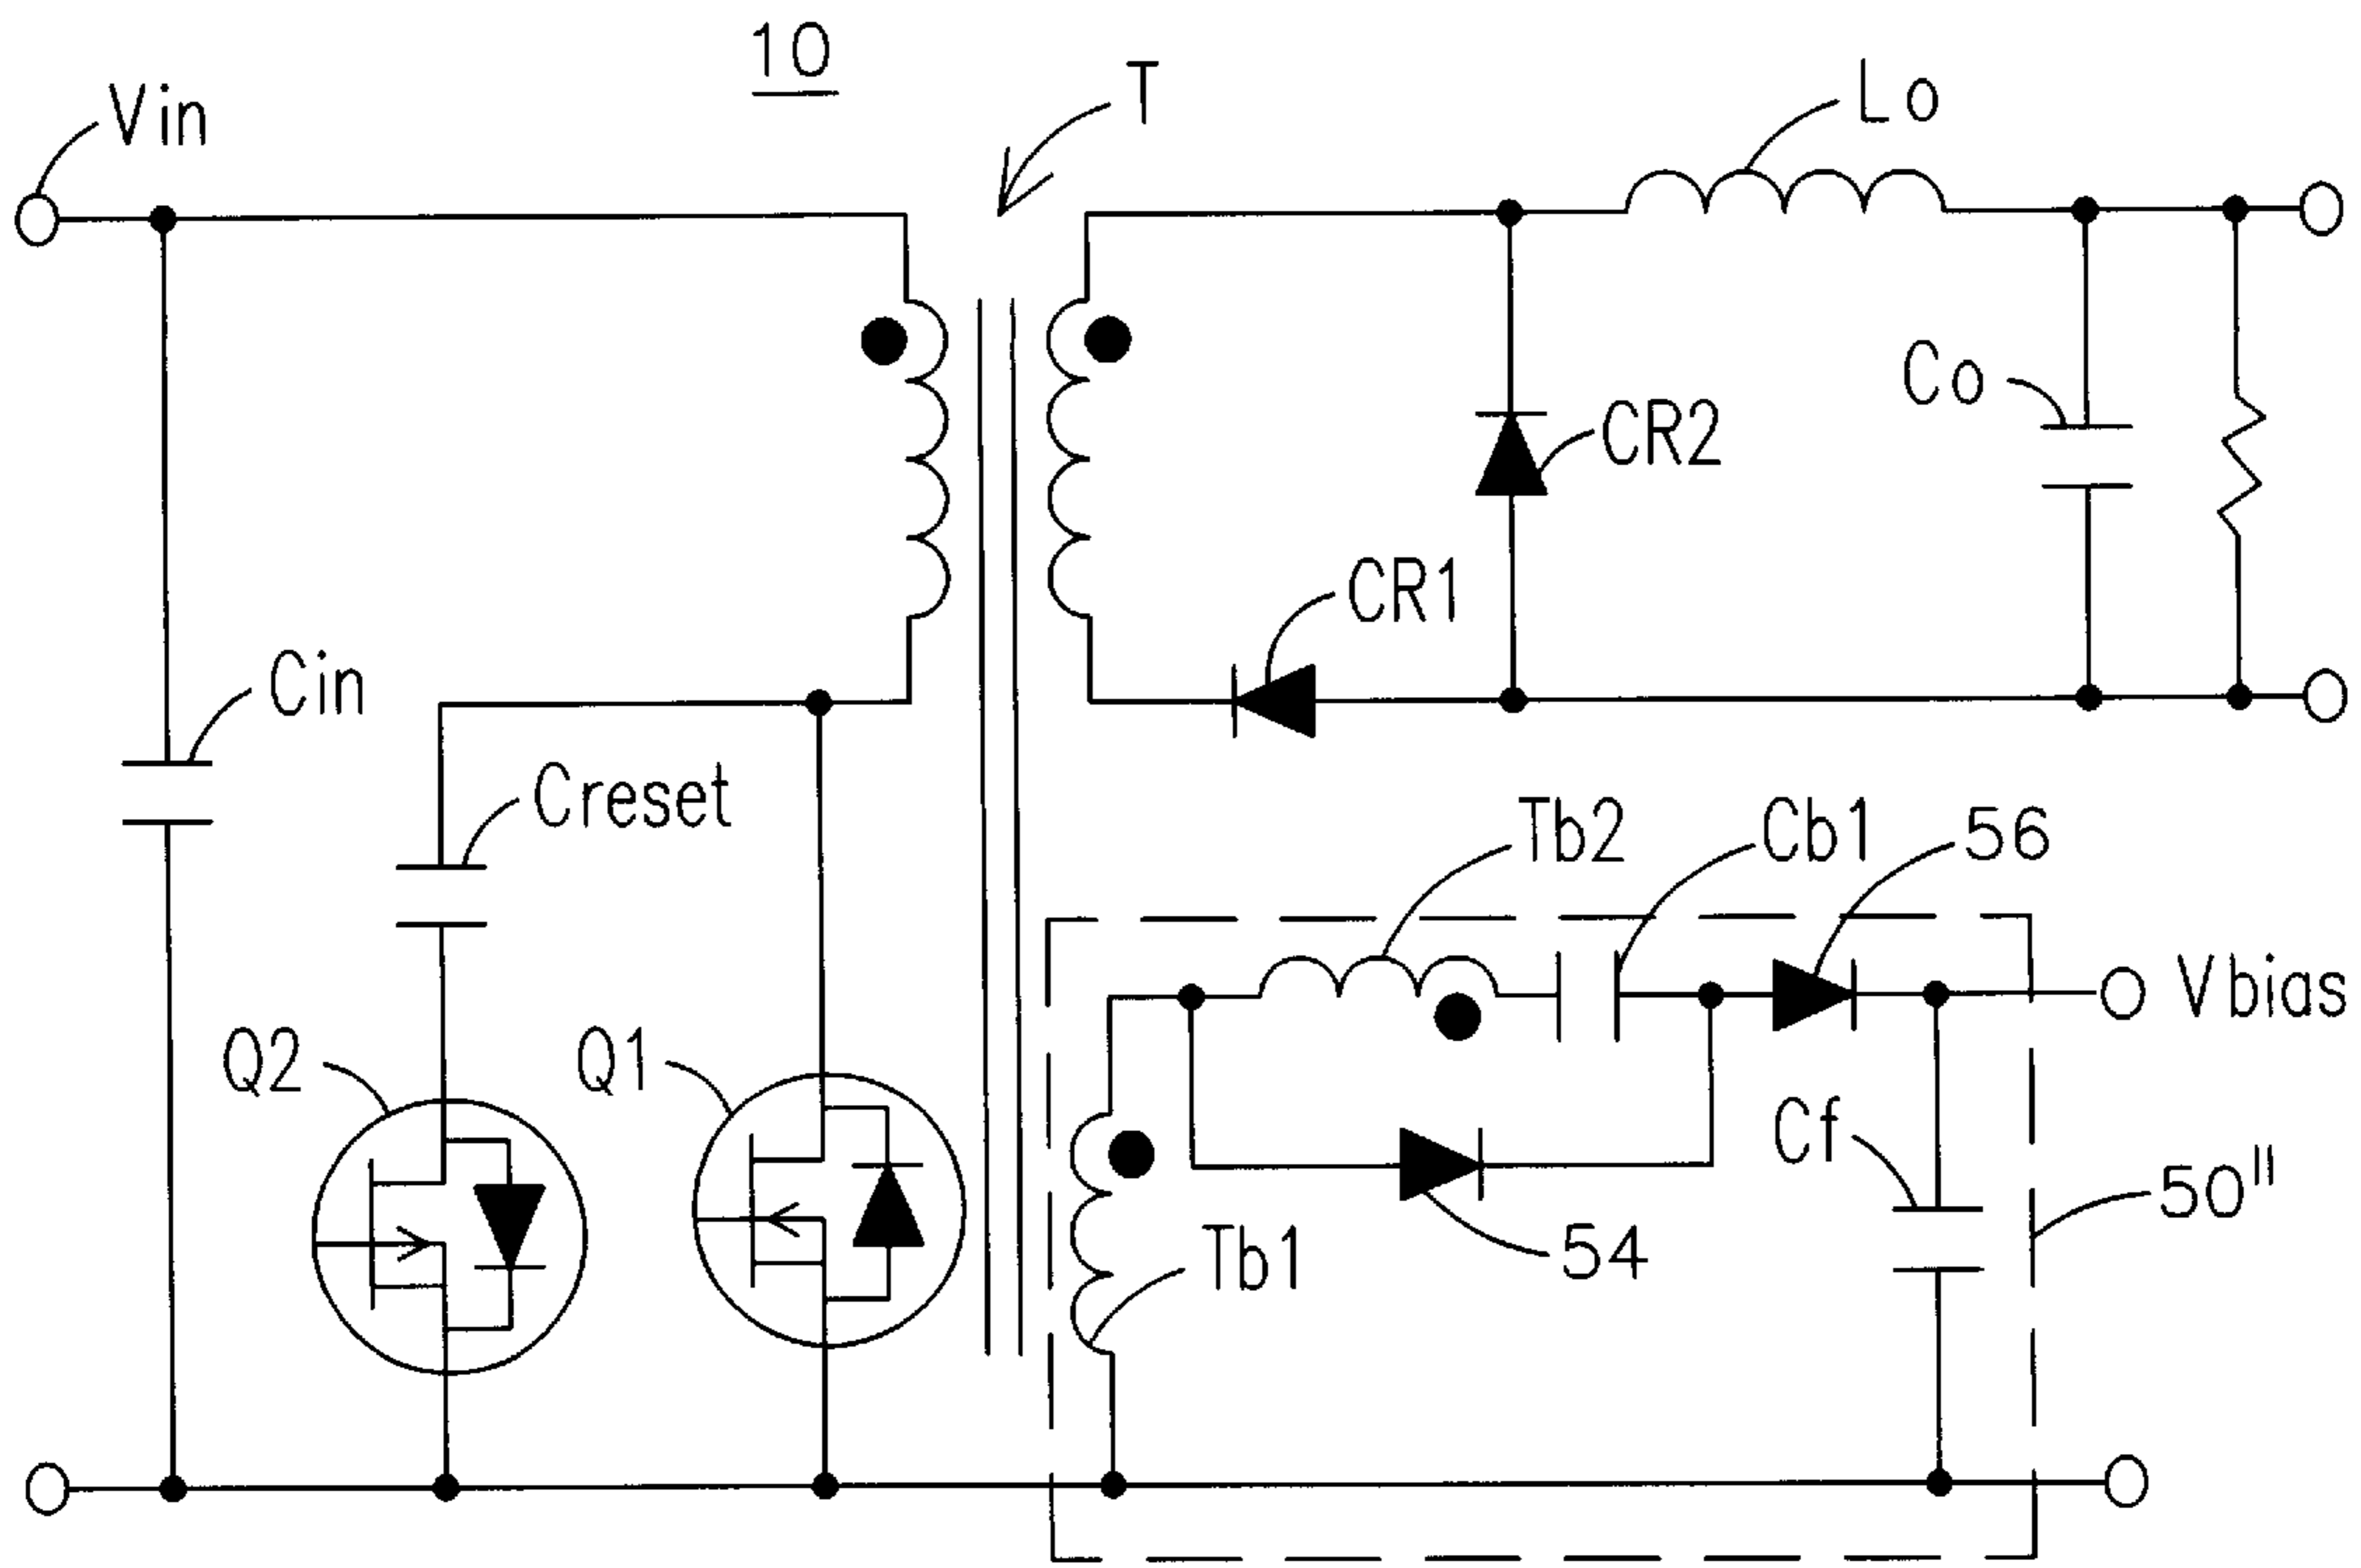 10
T
Vin
Lo
Co
CR2
CR1
Cin
Creset
Tb2
Cb1
56
Vbias
Q2
Q1
Cf
50"
54
Tb1